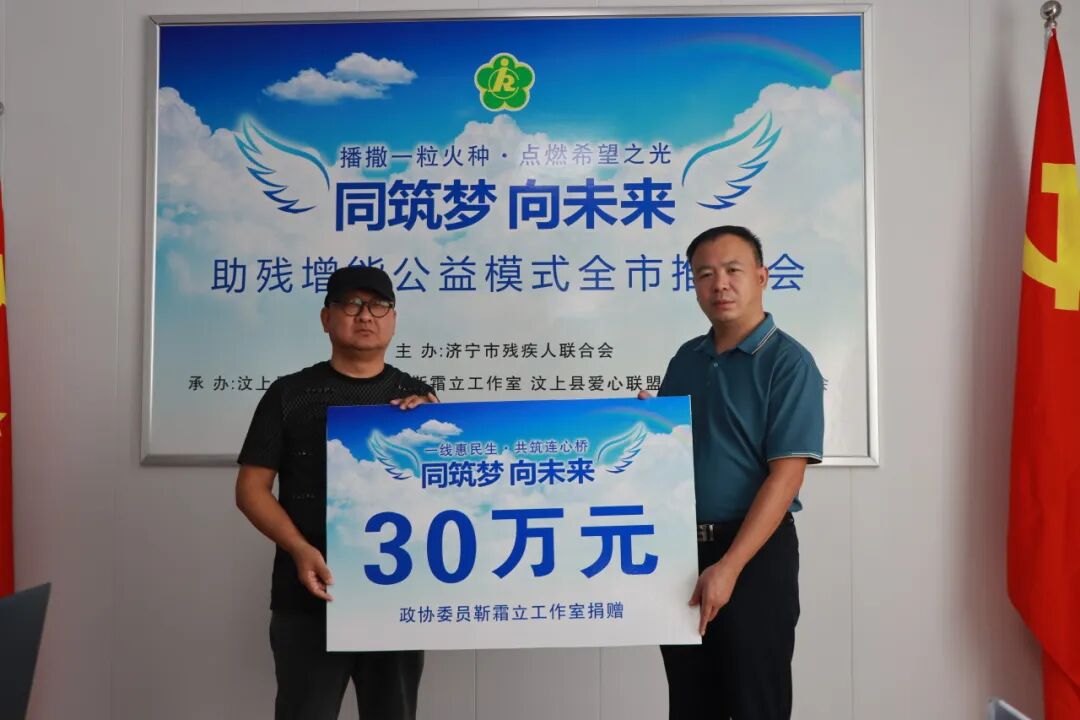 播撒一粒火种·点燃希望之光
同筑梦 向未来
助残增能公益模式全市推 会
主 办:济宁市残疾人联合会
承 办:汶上 靳霜立工作室 汶上县爱心联盟 会
一线惠民生·共筑连心桥
同筑梦 向未来
30万元
政协委员靳霜立工作室捐赠